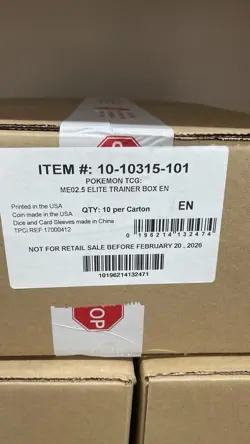 ITEM #: 10-10315-101
POKEMON TCG:
ME02.5 ELITE TRAINER BOX EN
Printed in the USA
Coin made in the USA
Dice and Card Sleeves made in China
TPCi REF:17000412
QTY: 10 per Carton
EN
0 196214 132474
NOT FOR RETAIL SALE BEFORE FEBRUARY 20 , 2026
10196214132471
OP